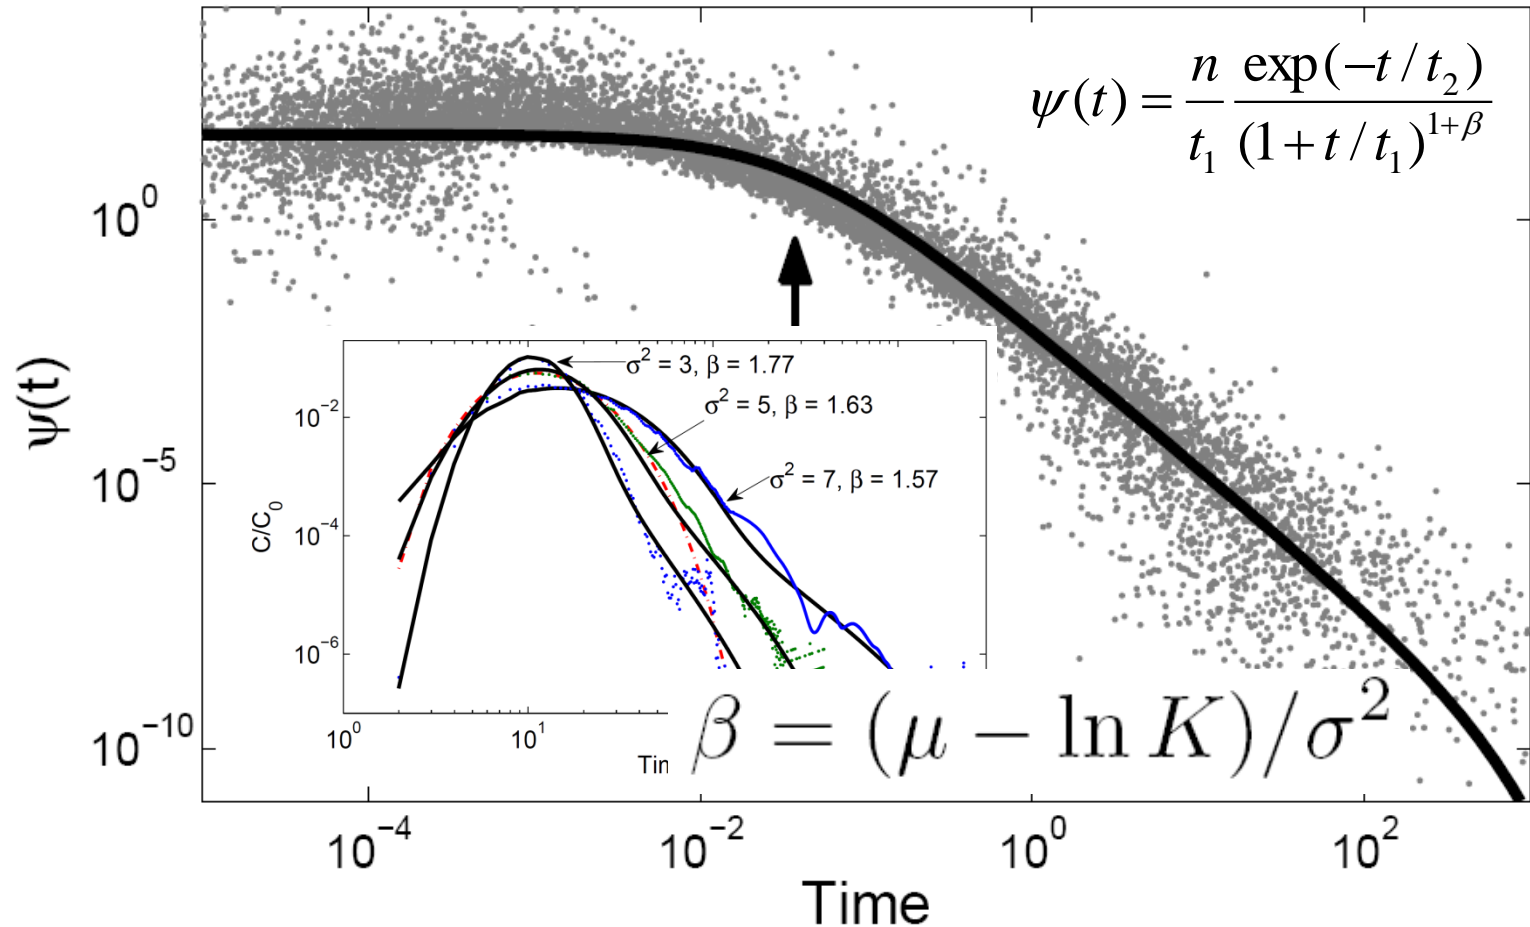 ψ(t) = n/t₁ exp(−t / t₂)/(1 + t / t₁)^{1+β}
10⁰
10⁻⁵
10⁻¹⁰
ψ(t)
10⁻⁴
10⁻²
10⁰
10²
Time
σ² = 3, β = 1.77
σ² = 5, β = 1.63
σ² = 7, β = 1.57
10⁻²
10⁻⁴
10⁻⁶
C/C₀
10⁰
10¹
β = (μ − ln K)/σ²